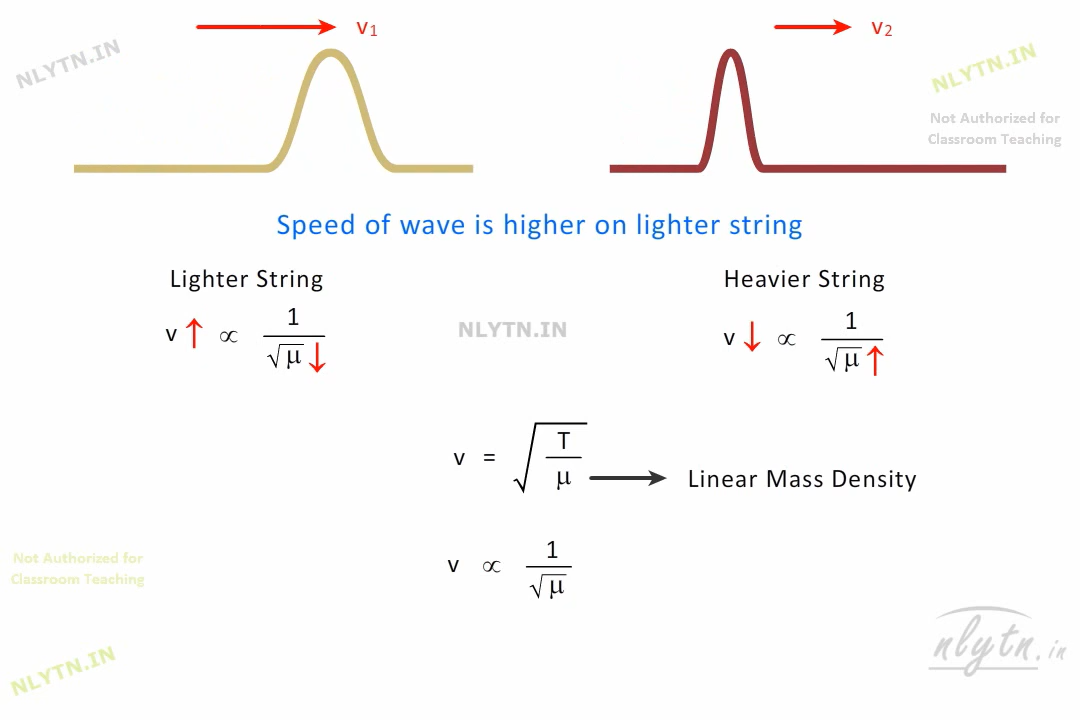 v₁
v₂
NLYTN.IN
NLYTN.IN
Not Authorized for
Classroom Teaching
Speed of wave is higher on lighter string
Lighter String
Heavier String
v ↑ ∝ 1/√μ ↓
NLYTN.IN
v ↓ ∝ 1/√μ ↑
v = √(T/μ) → Linear Mass Density
v ∝ 1/√μ
Not Authorized for
Classroom Teaching
NLYTN.IN
nlytn.in